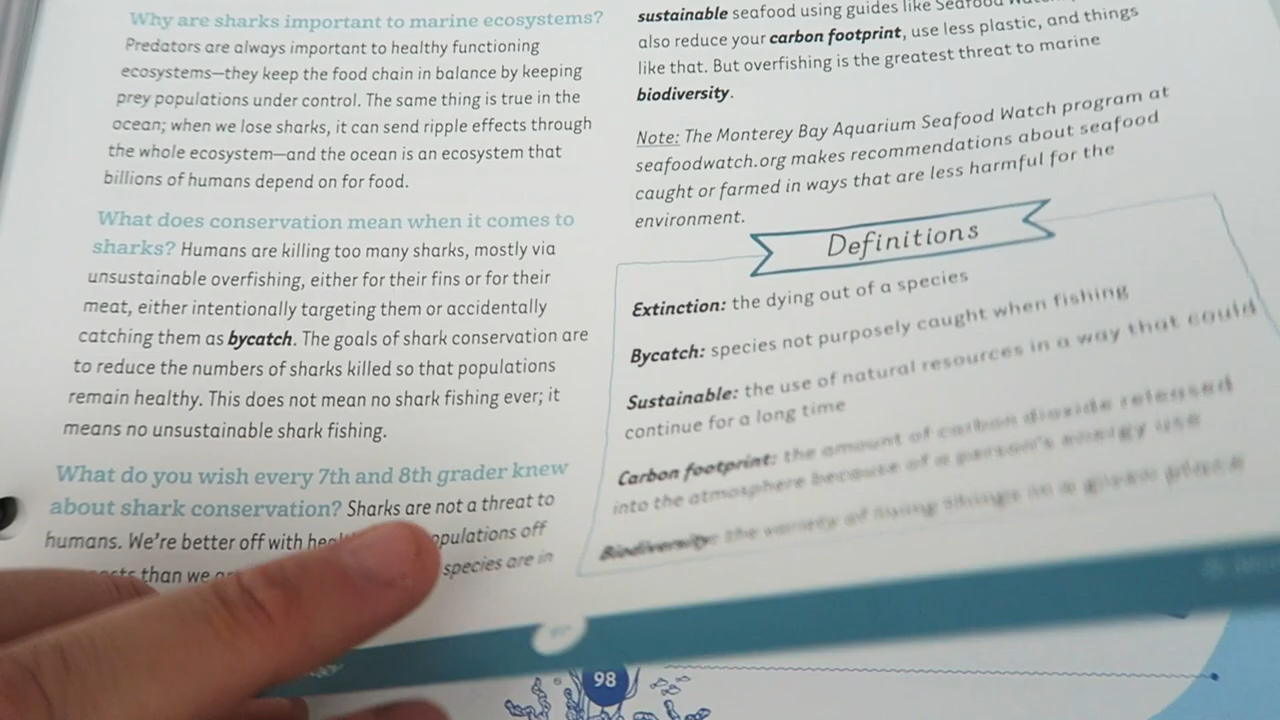 Why are sharks important to marine ecosystems?
Predators are always important to healthy functioning
ecosystems—they keep the food chain in balance by keeping
prey populations under control. The same thing is true in the
ocean; when we lose sharks, it can send ripple effects through
the whole ecosystem—and the ocean is an ecosystem that
billions of humans depend on for food.
What does conservation mean when it comes to
sharks? Humans are killing too many sharks, mostly via
unsustainable overfishing, either for their fins or for their
meat, either intentionally targeting them or accidentally
catching them as bycatch. The goals of shark conservation are
to reduce the numbers of sharks killed so that populations
remain healthy. This does not mean no shark fishing ever; it
means no unsustainable shark fishing.
What do you wish every 7th and 8th grader knew
about shark conservation? Sharks are not a threat to
humans. We're better off with off
than we species are in
sustainable seafood using guides like Seafood
also reduce your carbon footprint, use less plastic, and things
like that. But overfishing is the greatest threat to marine
biodiversity.
Note: The Monterey Bay Aquarium Seafood Watch program at
seafoodwatch.org makes recommendations about seafood
caught or farmed in ways that are less harmful for the
environment.
Definitions
Extinction: the dying out of a species
Bycatch: species not purposely caught when fishing
Sustainable: the use of natural resources in a way that could
continue for a long time
Carbon footprint: the amount of carbon dioxide released
into the atmosphere because of a person's energy use
Biodiversity: the variety of living things in a given place
98